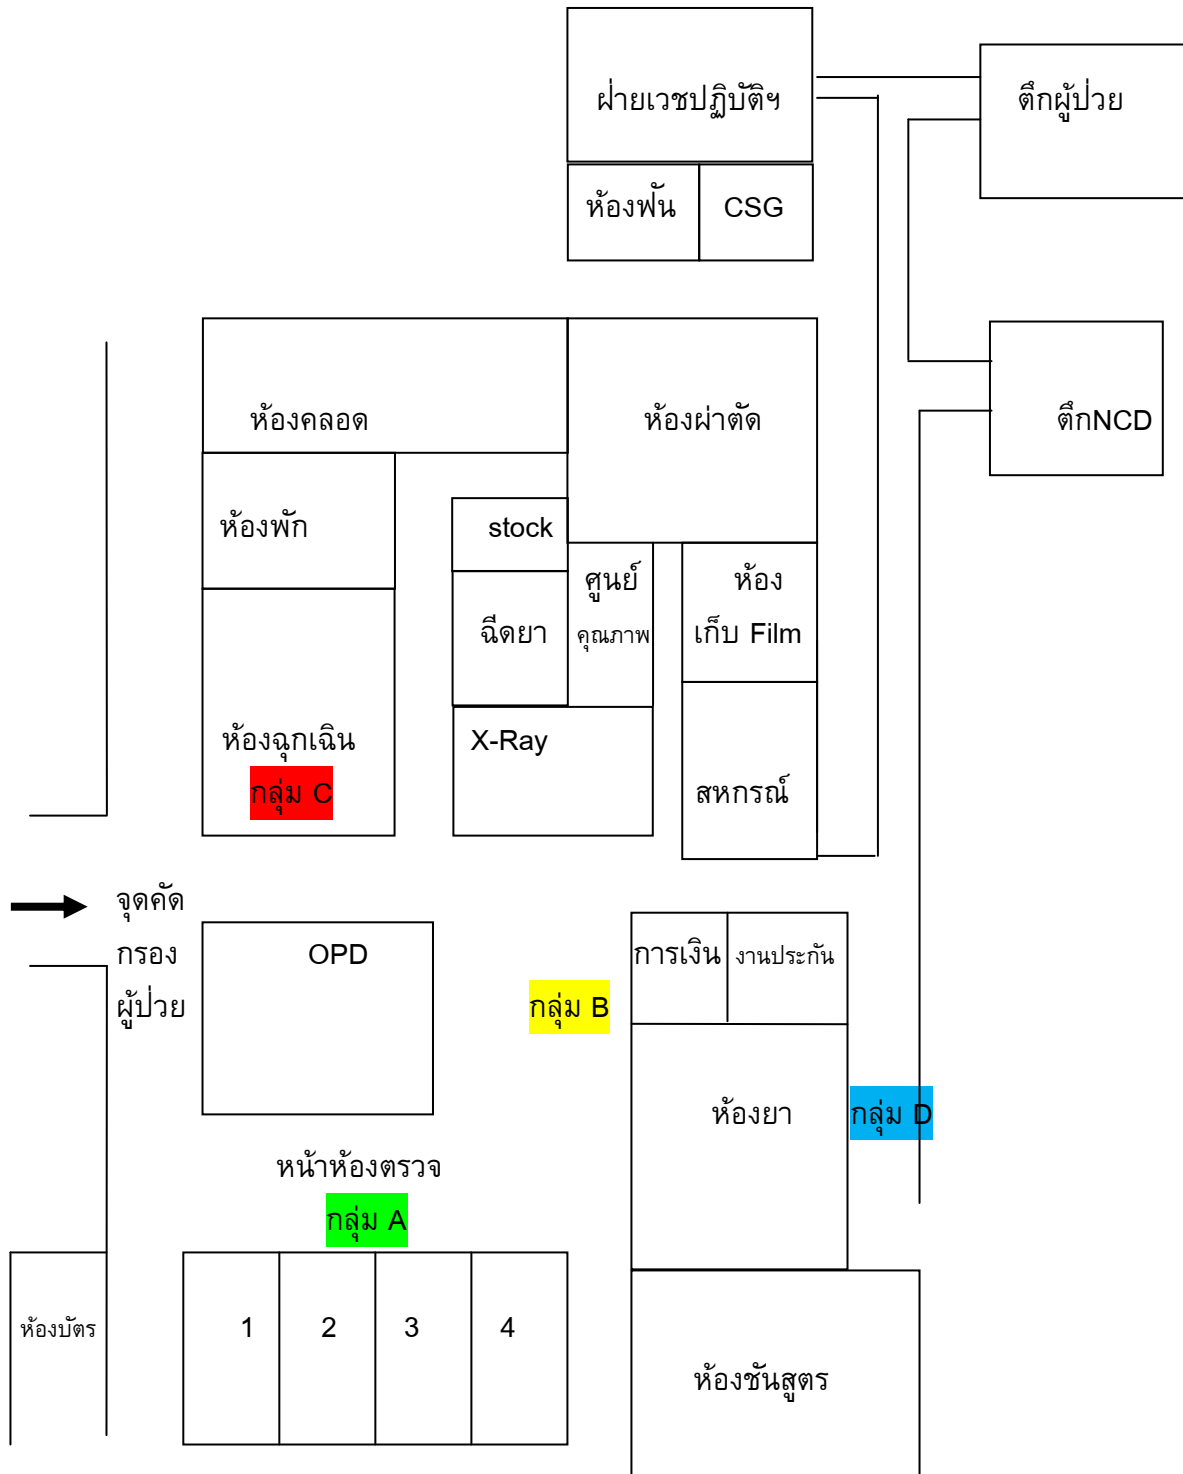 ฝ่ายเวชปฏิบัติฯ
ตึกผู้ป่วย
ห้องฟัน
CSG
ห้องคลอด
ห้องผ่าตัด
ตึกNCD
ห้องพัก
stock
ศูนย์
คุณภาพ
ห้อง
เก็บ Film
ฉีดยา
ห้องฉุกเฉิน
กลุ่ม C
X-Ray
สหกรณ์
จุดคัด
กรอง
ผู้ป่วย
OPD
การเงิน
งานประกัน
กลุ่ม B
ห้องยา
กลุ่ม D
หน้าห้องตรวจ
กลุ่ม A
ห้องบัตร
1
2
3
4
ห้องชันสูตร